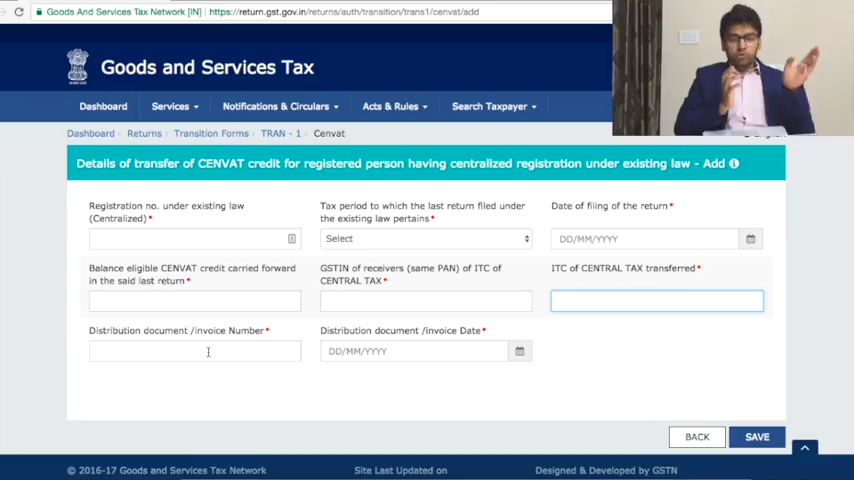 Goods And Services Tax Network [IN] https://return.gst.gov.in/returns/auth/transition/trans1/cenvat/add
Goods and Services Tax
Dashboard Services Notifications & Circulars Acts & Rules Search Taxpayer
Dashboard Returns Transition Forms TRAN - 1 Cenvat
Details of transfer of CENVAT credit for registered person having centralized registration under existing law - Add
Registration no. under existing law
(Centralized)*
Tax period to which the last return filed under
the existing law pertains*
Select
Date of filing of the return*
DD/MM/YYYY
Balance eligible CENVAT credit carried forward
in the said last return*
GSTIN of receivers (same PAN) of ITC of
CENTRAL TAX*
ITC of CENTRAL TAX transferred*
Distribution document /invoice Number*
Distribution document /invoice Date*
DD/MM/YYYY
BACK SAVE
© 2016-17 Goods and Services Tax Network Site Last Updated on Designed & Developed by GSTN